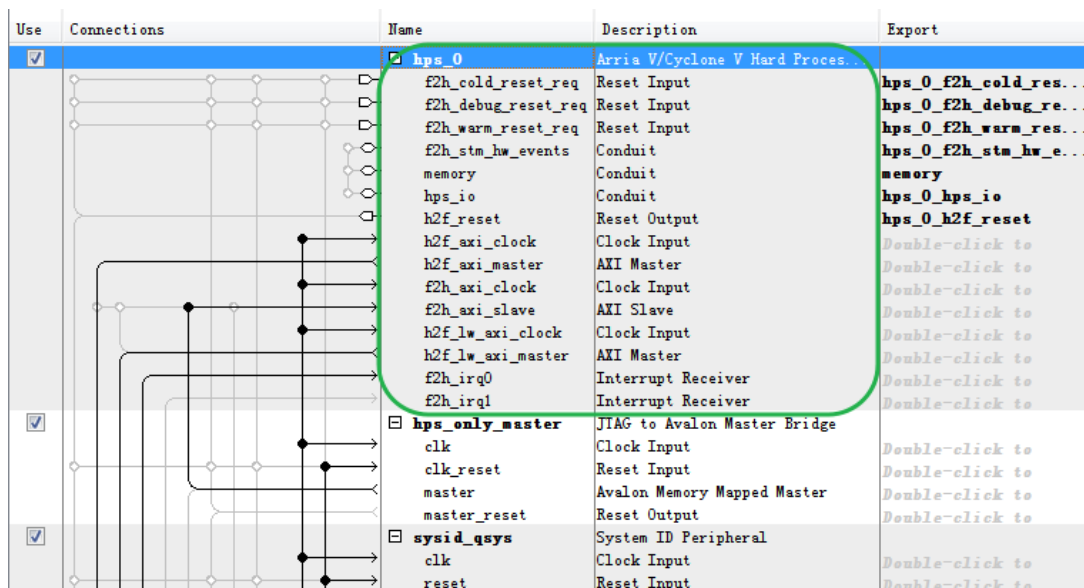 Use Connections Name Description Export
hps_0 Arria V/Cyclone V Hard Proces...
f2h_cold_reset_req Reset Input hps_0_f2h_cold_res...
f2h_debug_reset_req Reset Input hps_0_f2h_debug_re...
f2h_warm_reset_req Reset Input hps_0_f2h_warm_res...
f2h_stm_hw_events Conduit hps_0_f2h_stm_hw_e...
memory Conduit memory
hps_io Conduit hps_0_hps_io
h2f_reset Reset Output hps_0_h2f_reset
h2f_axi_clock Clock Input Double-click to
h2f_axi_master AXI Master Double-click to
f2h_axi_clock Clock Input Double-click to
f2h_axi_slave AXI Slave Double-click to
h2f_lw_axi_clock Clock Input Double-click to
h2f_lw_axi_master AXI Master Double-click to
f2h_irq0 Interrupt Receiver Double-click to
f2h_irq1 Interrupt Receiver Double-click to
hps_only_master JTAG to Avalon Master Bridge
clk Clock Input Double-click to
clk_reset Reset Input Double-click to
master Avalon Memory Mapped Master Double-click to
master_reset Reset Output Double-click to
sysid_qsys System ID Peripheral
clk Clock Input Double-click to
reset Reset Input Double-click to